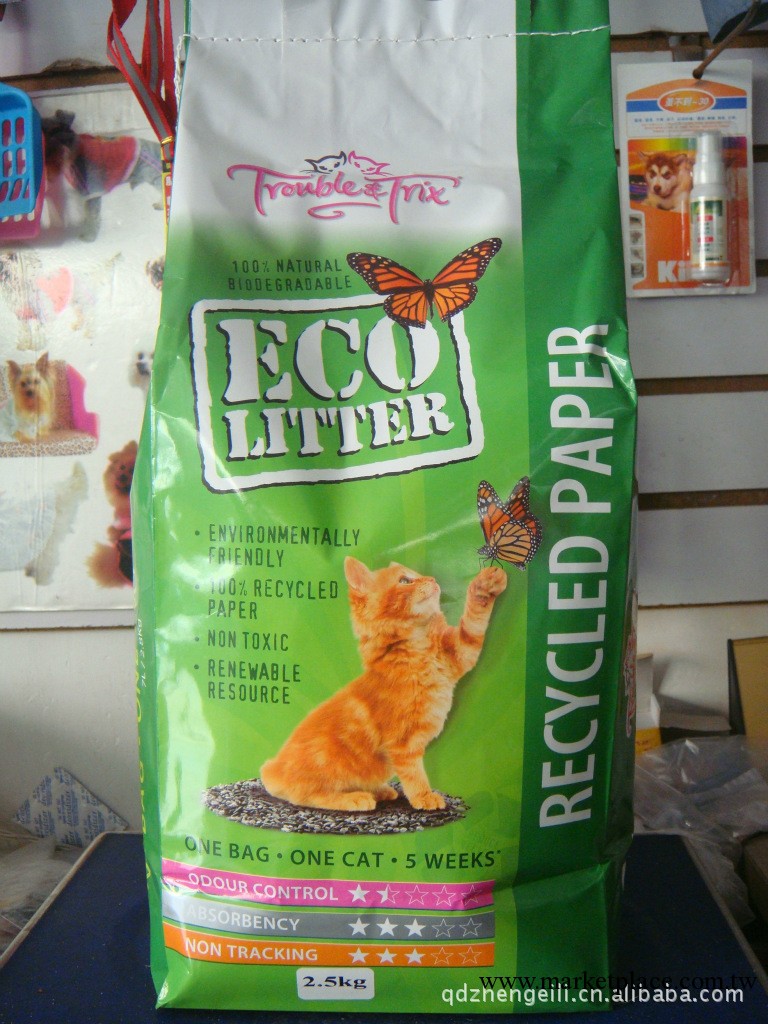 Trouble & Trix
100% NATURAL
BIODEGRADABLE
ECO
LITTER
• ENVIRONMENTALLY
FRIENDLY
• 100% RECYCLED
PAPER
• NON TOXIC
• RENEWABLE
RESOURCE
RECYCLED PAPER
ONE BAG • ONE CAT • 5 WEEKS*
ODOUR CONTROL
ABSORBENCY
NON TRACKING
2.5kg
Ki
www.marketplace.com.tw
qdzhengeili.cn.alibaba.com